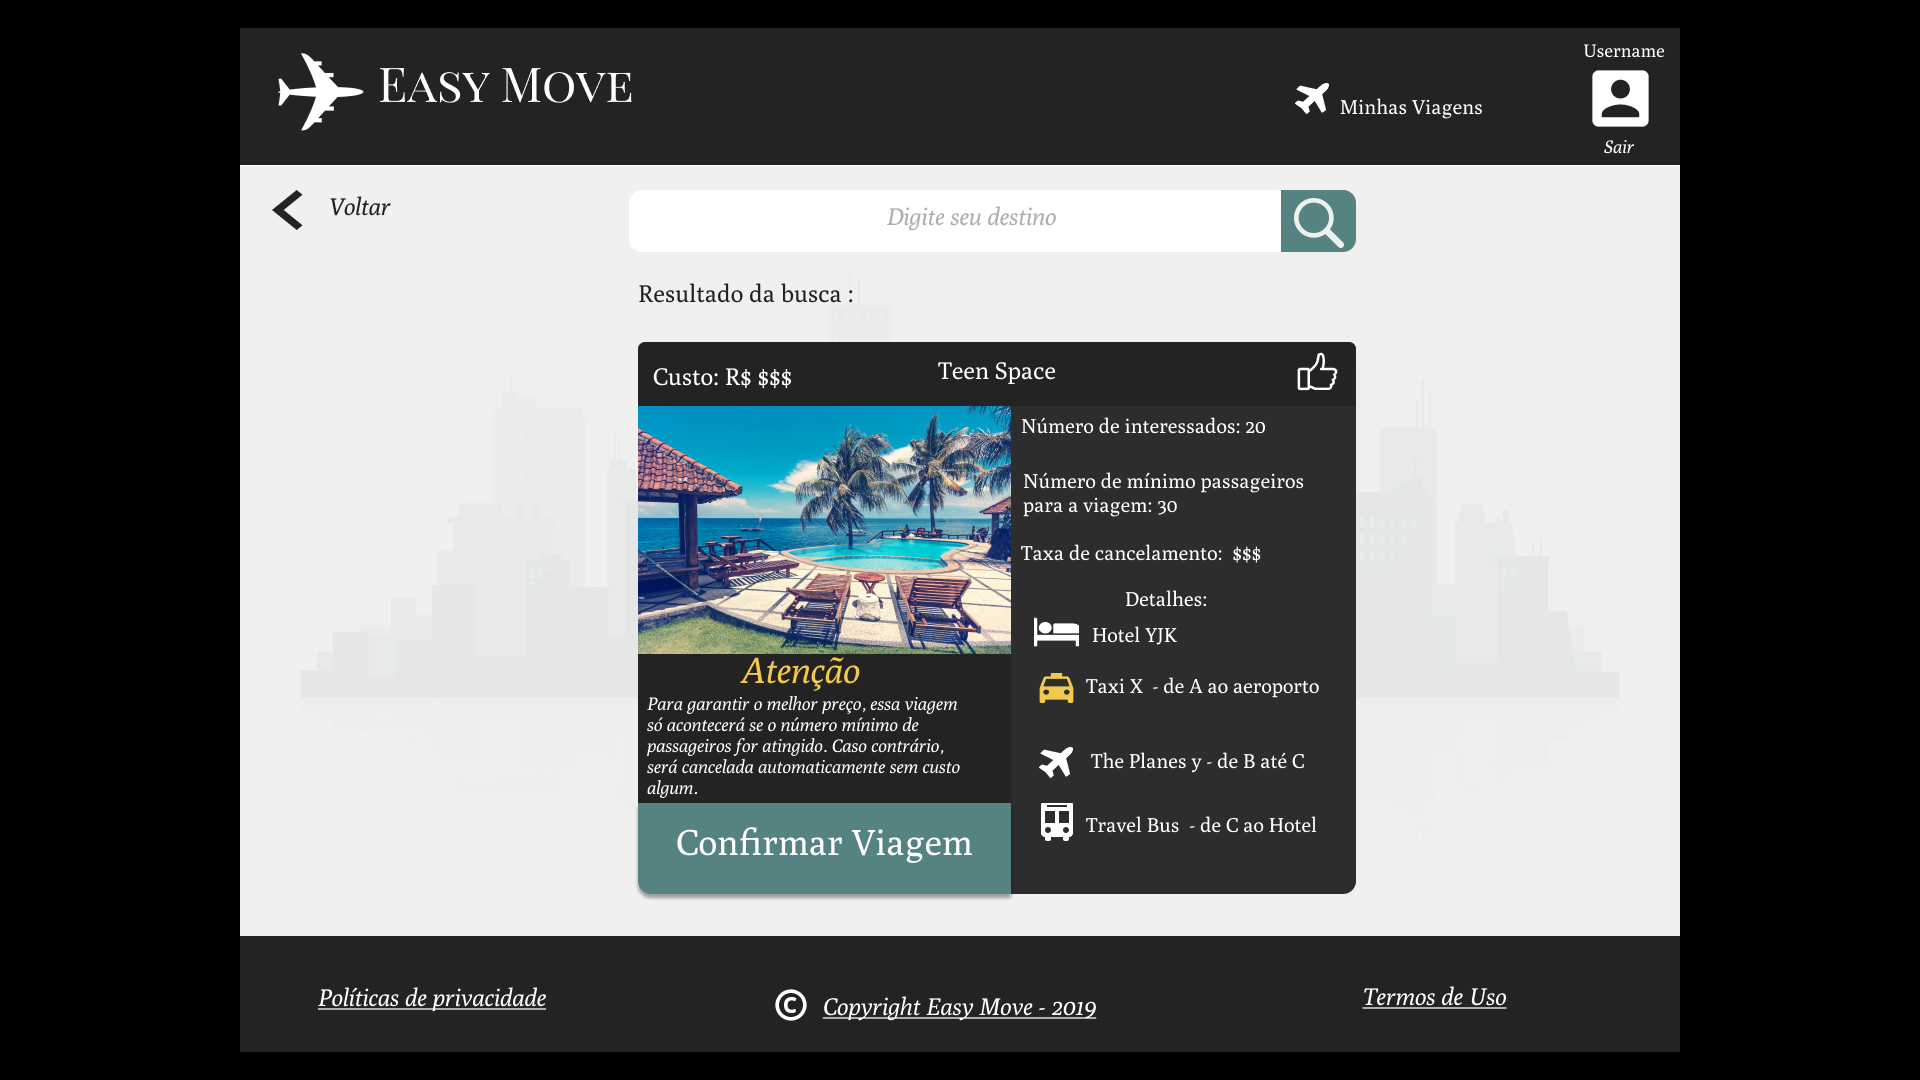 EASY MOVE
Minhas Viagens
Username
Sair
Voltar
Digite seu destino
Resultado da busca :
Custo: R$ $$$
Teen Space
Número de interessados: 20
Número de mínimo passageiros
para a viagem: 30
Taxa de cancelamento:  $$$
Detalhes:
Hotel YJK
Taxi X  - de A ao aeroporto
The Planes y - de B até C
Travel Bus  - de C ao Hotel
Atenção
Para garantir o melhor preço, essa viagem
só acontecerá se o número mínimo de
passageiros for atingido. Caso contrário,
será cancelada automaticamente sem custo
algum.
Confirmar Viagem
Políticas de privacidade
© Copyright Easy Move - 2019
Termos de Uso